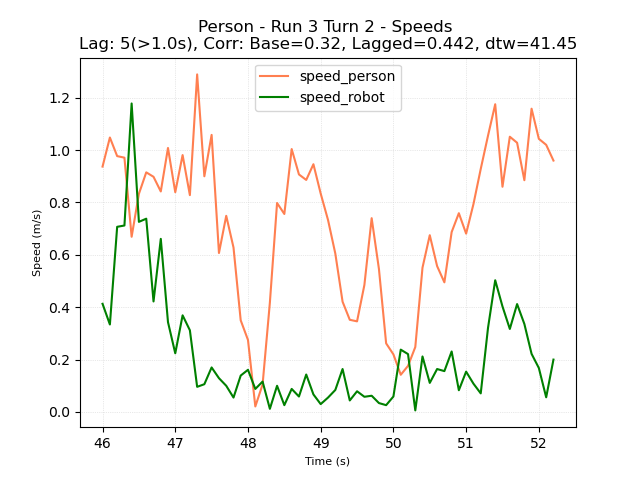 Person - Run 3 Turn 2 - Speeds
Lag: 5(>1.0s), Corr: Base=0.32, Lagged=0.442, dtw=41.45
speed_person
speed_robot
1.2
1.0
0.8
0.6
0.4
0.2
0.0
Speed (m/s)
46 47 48 49 50 51 52
Time (s)